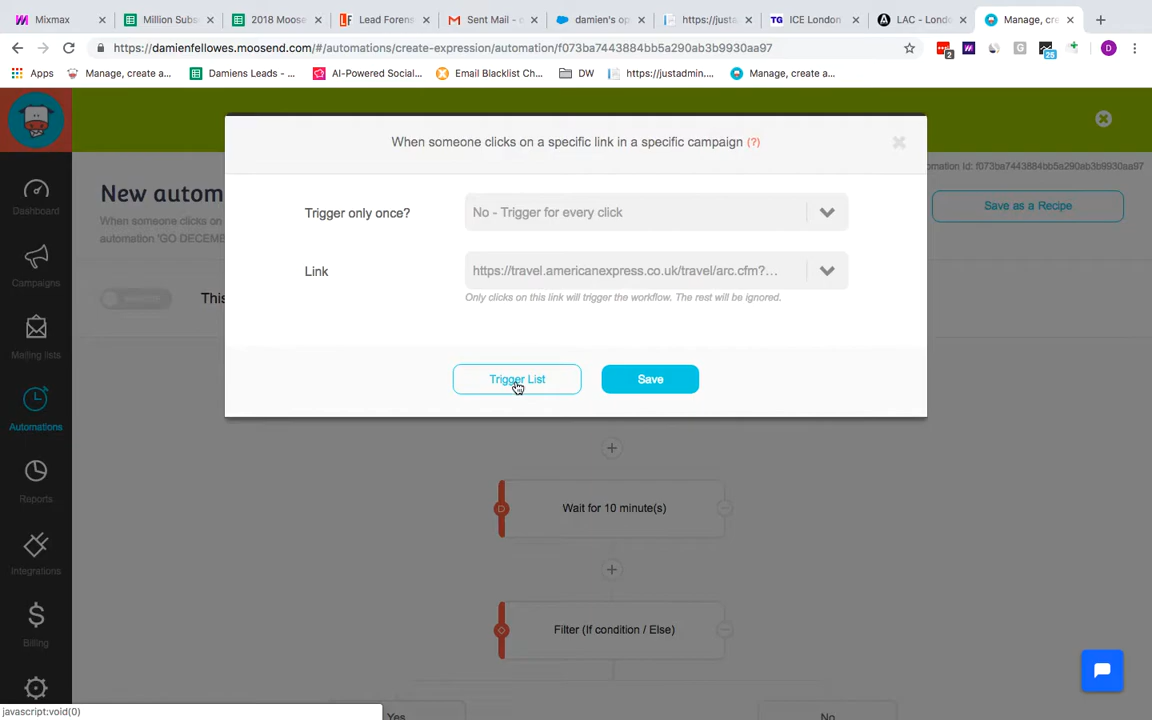 Mixmax
Million Subs
2018 Moose
Lead Forens
Sent Mail - o
damien's op
https://justa
ICE London
LAC - Londo
Manage, cre
https://damienfellowes.moosend.com/#/automations/create-expression/automation/f073ba7443884bb5a290ab3b9930aa97
2
25
D
Apps
Manage, create a...
Damiens Leads - ...
AI-Powered Social...
Email Blacklist Ch...
DW
https://justadmin....
Manage, create a...
When someone clicks on a specific link in a specific campaign (?)
mation Id: f073ba7443884bb5a290ab3b9930aa97
New autom
When someone clicks on
automation 'GO DECEMB
Save as a Recipe
Trigger only once?
No - Trigger for every click
Link
https://travel.americanexpress.co.uk/travel/arc.cfm?...
Only clicks on this link will trigger the workflow. The rest will be ignored.
This
Trigger List
Save
Dashboard
Campaigns
Mailing lists
Automations
Reports
Integrations
Billing
Wait for 10 minute(s)
Filter (If condition / Else)
Yes
No
javascript:void(0)